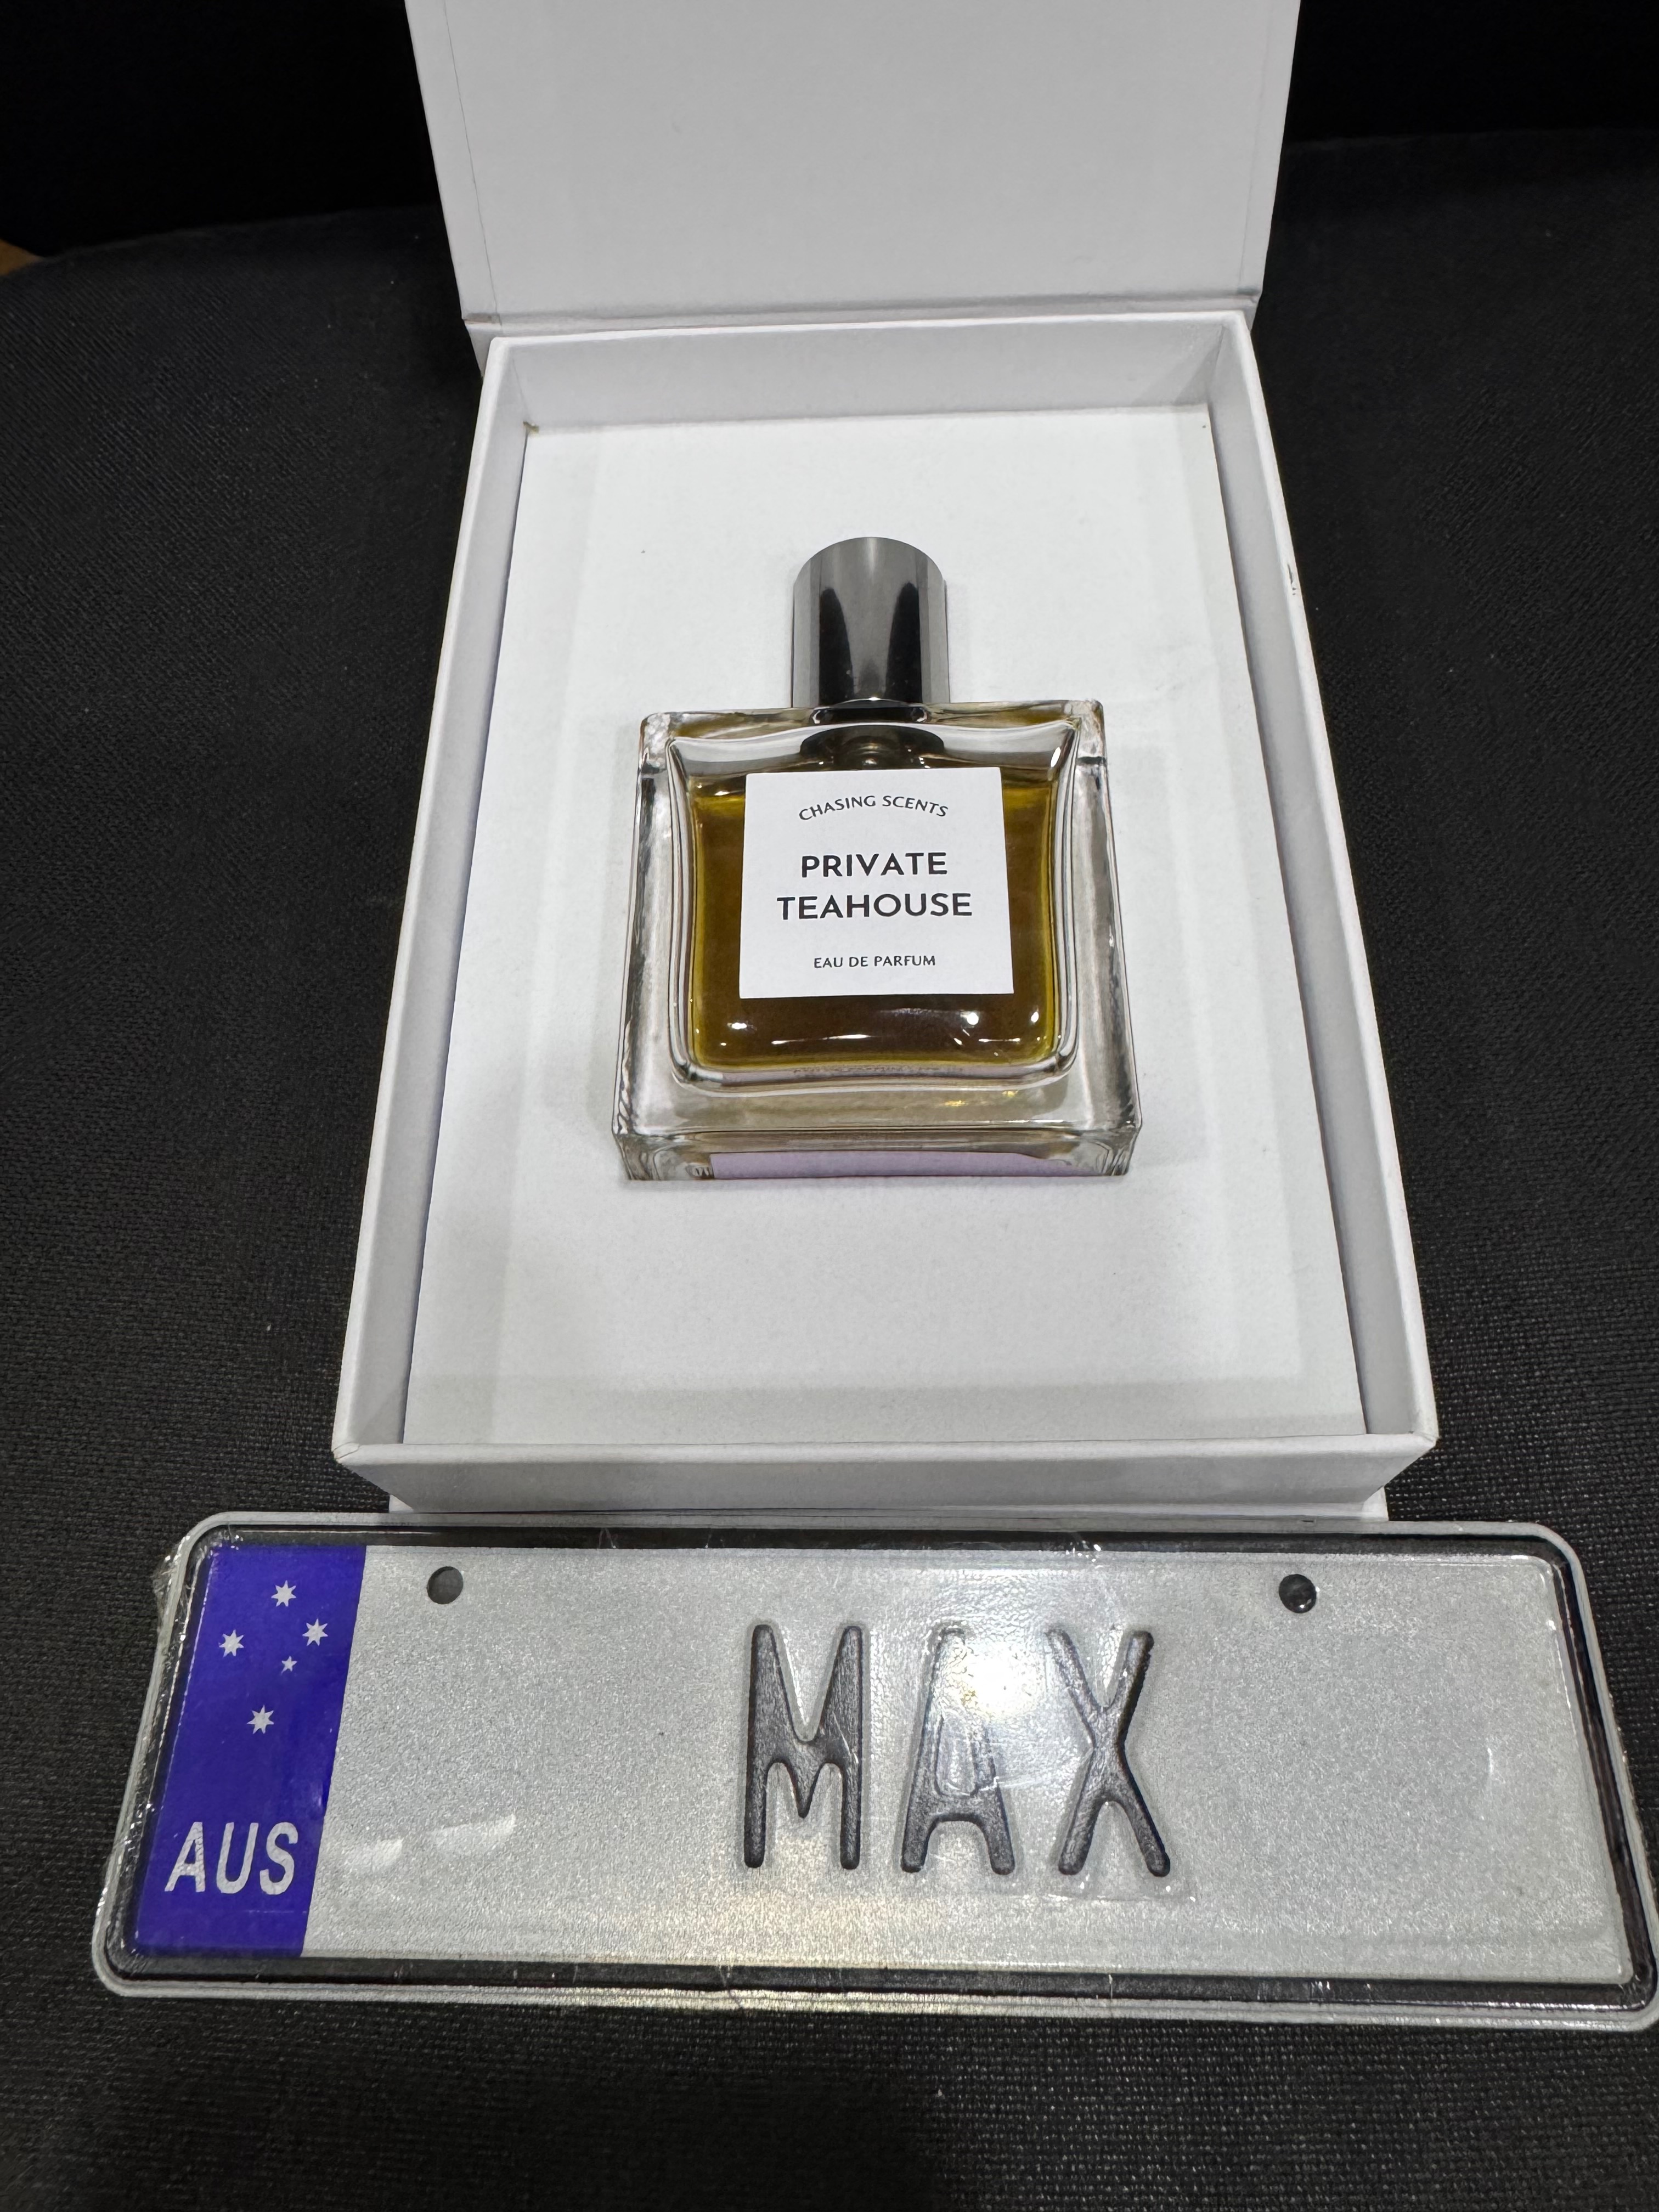 CHASING SCENTS
PRIVATE
TEAHOUSE
EAU DE PARFUM
MAX
AUS